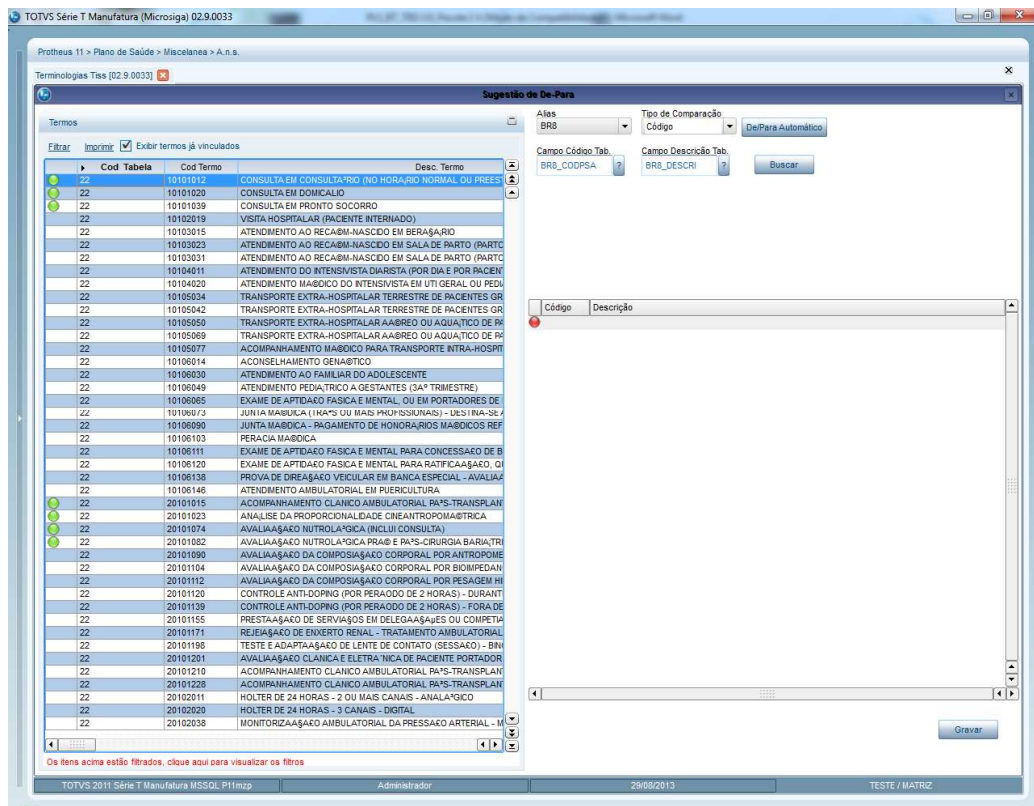 TOTVS Série T Manufatura (Microsiga) 02.9.0033
Protheus 11 > Plano de Saúde > Miscelanea > A.n.s.
Terminologias Tiss [02.9.0033]
Sugestão de De-Para
Termos
Filtrar Imprimir Exibir termos já vinculados
Cod Tabela Cod Termo Desc. Termo
22 10101012 CONSULTA EM CONSULTA³RIO (NO HORA¡RIO NORMAL OU PREEST
22 10101020 CONSULTA EM DOMICALIO
22 10101039 CONSULTA EM PRONTO SOCORRO
22 10102019 VISITA HOSPITALAR (PACIENTE INTERNADO)
22 10103015 ATENDIMENTO AO RECA©M-NASCIDO EM BERA§A¡RIO
22 10103023 ATENDIMENTO AO RECA©M-NASCIDO EM SALA DE PARTO (PARTO
22 10103031 ATENDIMENTO AO RECA©M-NASCIDO EM SALA DE PARTO (PARTO
22 10104011 ATENDIMENTO DO INTENSIVISTA DIARISTA (POR DIA E POR PACIEN
22 10104020 ATENDIMENTO MA©DICO DO INTENSIVISTA EM UTI GERAL OU PEDI
22 10105034 TRANSPORTE EXTRA-HOSPITALAR TERRESTRE DE PACIENTES GR
22 10105042 TRANSPORTE EXTRA-HOSPITALAR TERRESTRE DE PACIENTES GR
22 10105050 TRANSPORTE EXTRA-HOSPITALAR AA©REO OU AQUA¡TICO DE PA
22 10105069 TRANSPORTE EXTRA-HOSPITALAR AA©REO OU AQUA¡TICO DE PA
22 10105077 ACOMPANHAMENTO MA©DICO PARA TRANSPORTE INTRA-HOSPIT
22 10106014 ACONSELHAMENTO GENA©TICO
22 10106030 ATENDIMENTO AO FAMILIAR DO ADOLESCENTE
22 10106049 ATENDIMENTO PEDIA¡TRICO A GESTANTES (3Aº TRIMESTRE)
22 10106065 EXAME DE APTIDA£O FASICA E MENTAL, OU EM PORTADORES DE
22 10106073 JUNTA MA©DICA (TRAªS OU MAIS PROFISSIONAIS) - DESTINA-SE A
22 10106090 JUNTA MA©DICA - PAGAMENTO DE HONORA¡RIOS MA©DICOS REF
22 10106103 PERACIA MA©DICA
22 10106111 EXAME DE APTIDA£O FASICA E MENTAL PARA CONCESSA£O DE B
22 10106120 EXAME DE APTIDA£O FASICA E MENTAL PARA RATIFICAA§A£O, QU
22 10106138 PROVA DE DIREA§A£O VEICULAR EM BANCA ESPECIAL - AVALIAA
22 10106146 ATENDIMENTO AMBULATORIAL EM PUERICULTURA
22 20101015 ACOMPANHAMENTO CLANICO AMBULATORIAL PA³S-TRANSPLAN
22 20101023 ANA¡LISE DA PROPORCIONALIDADE CINEANTROPOMA©TRICA
22 20101074 AVALIAA§A£O NUTROLA³GICA (INCLUI CONSULTA)
22 20101082 AVALIAA§A£O NUTROLA³GICA PRA© E PA³S-CIRURGIA BARIA¡TRI
22 20101090 AVALIAA§A£O DA COMPOSIA§A£O CORPORAL POR ANTROPOME
22 20101104 AVALIAA§A£O DA COMPOSIA§A£O CORPORAL POR BIOIMPEDAN
22 20101112 AVALIAA§A£O DA COMPOSIA§A£O CORPORAL POR PESAGEM HI
22 20101120 CONTROLE ANTI-DOPING (POR PERAODO DE 2 HORAS) - DURANT
22 20101139 CONTROLE ANTI-DOPING (POR PERAODO DE 2 HORAS) - FORA DE
22 20101155 PRESTAA§A£O DE SERVIA§OS EM DELEGAA§AµES OU COMPETIA
22 20101171 REJEIA§A£O DE ENXERTO RENAL - TRATAMENTO AMBULATORIAL
22 20101198 TESTE E ADAPTAA§A£O DE LENTE DE CONTATO (SESSA£O) - BIN
22 20101201 AVALIAA§A£O CLANICA E ELETRA´NICA DE PACIENTE PORTADOR
22 20101210 ACOMPANHAMENTO CLANICO AMBULATORIAL PA³S-TRANSPLAN
22 20101228 ACOMPANHAMENTO CLANICO AMBULATORIAL PA³S-TRANSPLAN
22 20102011 HOLTER DE 24 HORAS - 2 OU MAIS CANAIS - ANALA³GICO
22 20102020 HOLTER DE 24 HORAS - 3 CANAIS - DIGITAL
22 20102038 MONITORIZAA§A£O AMBULATORIAL DA PRESSA£O ARTERIAL - M
Os itens acima estão filtrados, clique aqui para visualizar os filtros
Alias Tipo de Comparação
BR8 Código De/Para Automático
Campo Código Tab. Campo Descrição Tab.
BR8_CODPSA ? BR8_DESCRI ? Buscar
Código Descrição
Gravar
TOTVS 2011 Série T Manufatura MSSQL P11mzp Administrador 29/08/2013 TESTE / MATRIZ